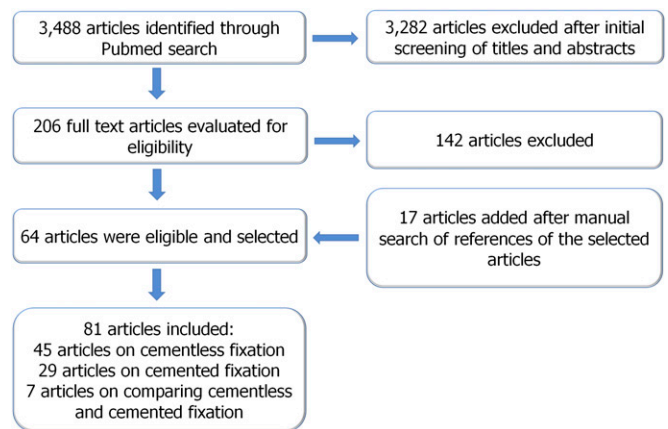 3,488 articles identified through
Pubmed search
3,282 articles excluded after initial
screening of titles and abstracts
206 full text articles evaluated for
eligibility
142 articles excluded
64 articles were eligible and selected
17 articles added after manual
search of references of the selected
articles
81 articles included:
45 articles on cementless fixation
29 articles on cemented fixation
7 articles on comparing cementless
and cemented fixation